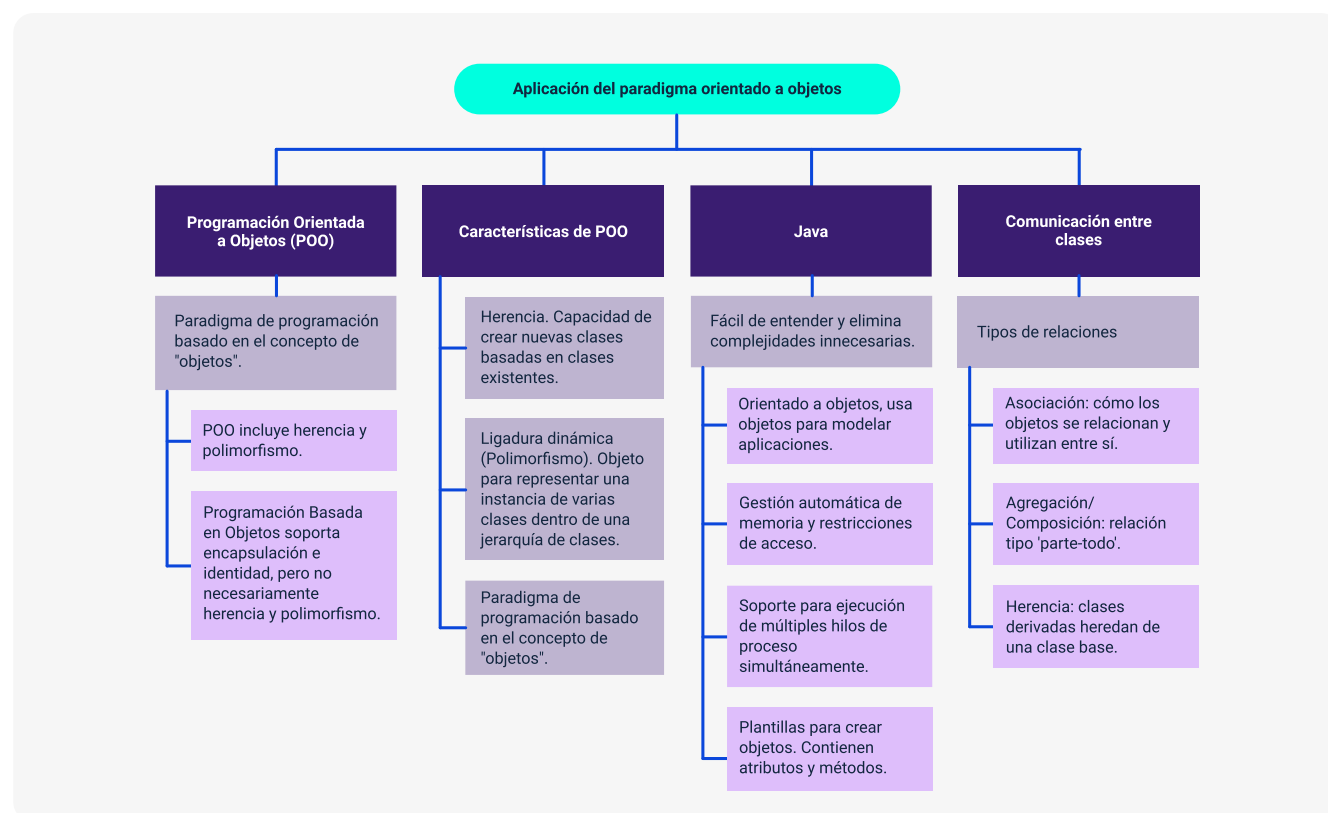 Aplicación del paradigma orientado a objetos
Programación Orientada
a Objetos (POO)
Paradigma de programación
basado en el concepto de
"objetos".
POO incluye herencia y
polimorfismo.
Programación Basada
en Objetos soporta
encapsulación e
identidad, pero no
necesariamente
herencia y polimorfismo.
Características de POO
Herencia. Capacidad de
crear nuevas clases
basadas en clases
existentes.
Ligadura dinámica
(Polimorfismo). Objeto
para representar una
instancia de varias
clases dentro de una
jerarquía de clases.
Paradigma de
programación basado
en el concepto de
"objetos".
Java
Fácil de entender y elimina
complejidades innecesarias.
Orientado a objetos, usa
objetos para modelar
aplicaciones.
Gestión automática de
memoria y restricciones
de acceso.
Soporte para ejecución
de múltiples hilos de
proceso
simultáneamente.
Plantillas para crear
objetos. Contienen
atributos y métodos.
Comunicación entre
clases
Tipos de relaciones
Asociación: cómo los
objetos se relacionan y
utilizan entre sí.
Agregación/
Composición: relación
tipo 'parte-todo'.
Herencia: clases
derivadas heredan de
una clase base.